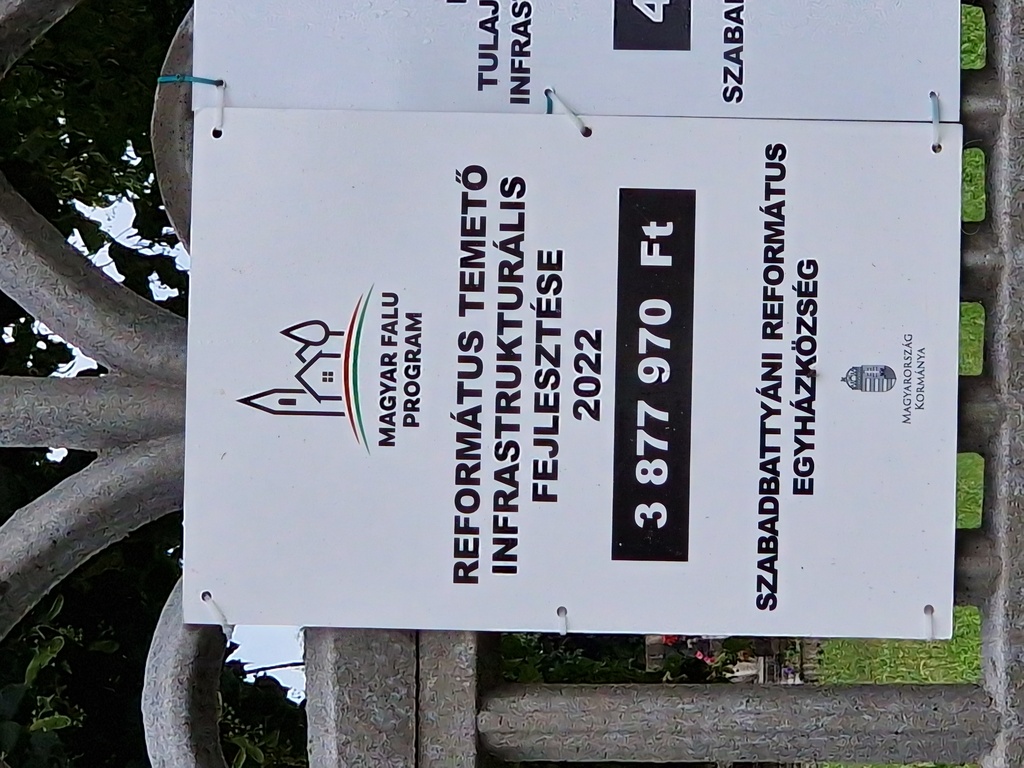 MAGYAR FALU
PROGRAM
REFORMÁTUS TEMETŐ
INFRASTRUKTURÁLIS
FEJLESZTÉSE
2022
3 877 970 Ft
SZABADBATTYÁNI REFORMÁTUS
EGYHÁZKÖZSÉG
MAGYARORSZÁG
KORMÁNYA
TULAJ
INFRAS
4
SZABA